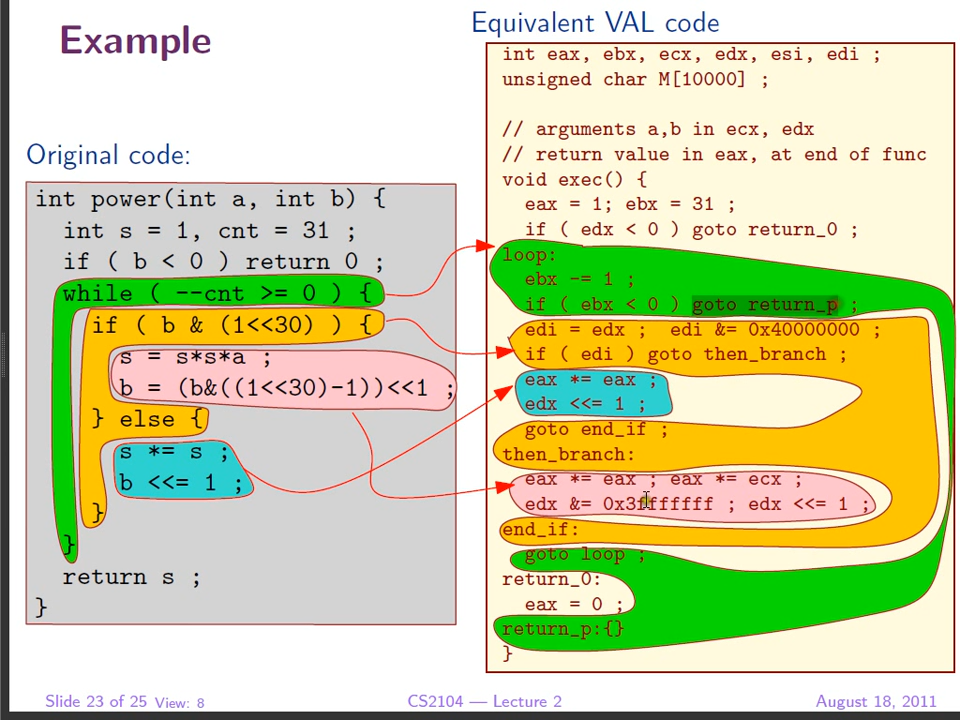 Example
Original code:
int power(int a, int b) {
int s = 1, cnt = 31 ;
if ( b < 0 ) return 0 ;
while ( --cnt >= 0 ) {
if ( b & (1<<30) ) {
s = s*s*a ;
b = (b&((1<<30)-1))<<1 ;
} else {
s *= s ;
b <<= 1 ;
}
}
return s ;
}
Equivalent VAL code
int eax, ebx, ecx, edx, esi, edi ;
unsigned char M[10000] ;
// arguments a,b in ecx, edx
// return value in eax, at end of func
void exec() {
eax = 1; ebx = 31 ;
if ( edx < 0 ) goto return_0 ;
loop:
ebx -= 1 ;
if ( ebx < 0 ) goto return_p ;
edi = edx ; edi &= 0x40000000 ;
if ( edi ) goto then_branch ;
eax *= eax ;
edx <<= 1 ;
goto end_if ;
then_branch:
eax *= eax ; eax *= ecx ;
edx &= 0x3fffffff ; edx <<= 1 ;
end_if:
goto loop ;
return_0:
eax = 0 ;
return_p:{}
}
Slide 23 of 25 View: 8 CS2104 — Lecture 2 August 18, 2011